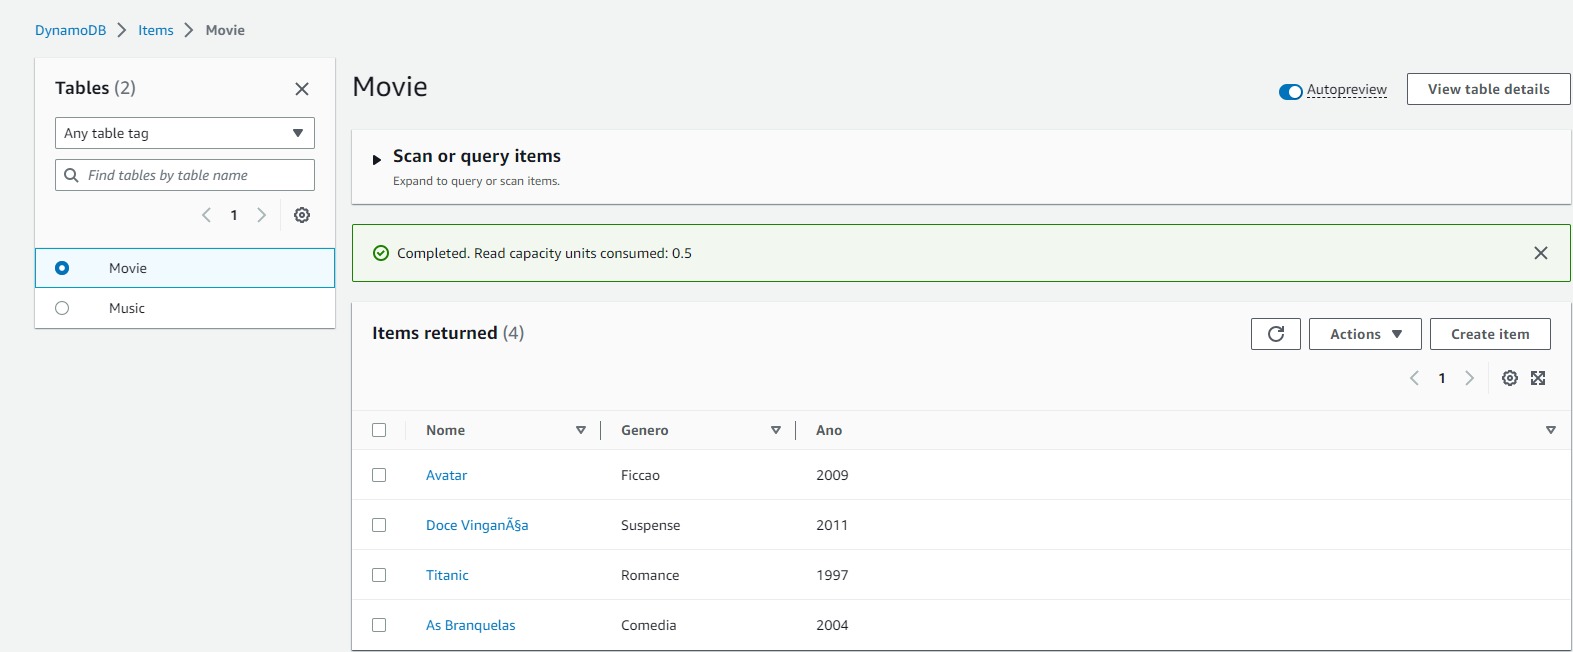 DynamoDB > Items > Movie
Tables (2)
Any table tag
Find tables by table name
1
Movie
Music
Movie
Autopreview
View table details
Scan or query items
Expand to query or scan items.
Completed. Read capacity units consumed: 0.5
Items returned (4)
Actions
Create item
1
Nome Genero Ano
Avatar Ficcao 2009
Doce VinganÃ§a Suspense 2011
Titanic Romance 1997
As Branquelas Comedia 2004